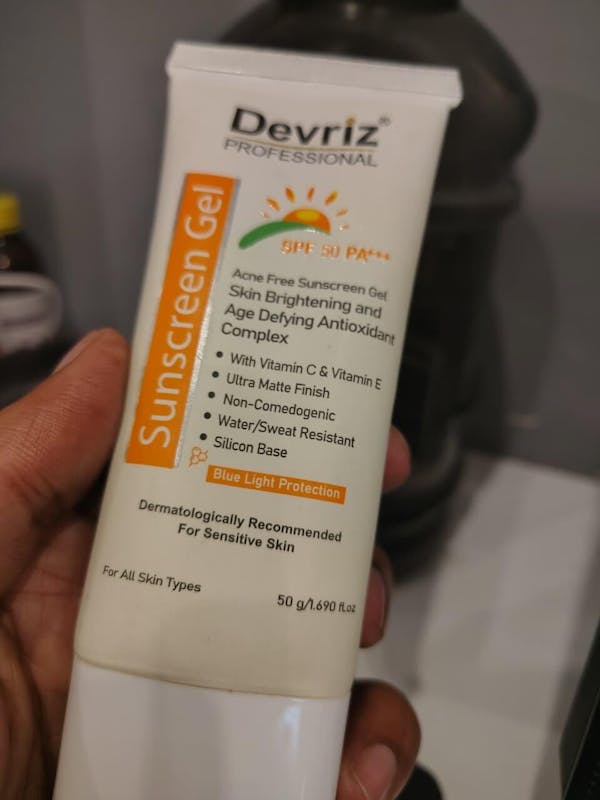 Devriz®
PROFESSIONAL
Sunscreen Gel
SPF 50 PA+++
Acne Free Sunscreen Gel
Skin Brightening and
Age Defying Antioxidant
Complex
• With Vitamin C & Vitamin E
• Ultra Matte Finish
• Non-Comedogenic
• Water/Sweat Resistant
• Silicon Base
Blue Light Protection
Dermatologically Recommended
For Sensitive Skin
For All Skin Types
50 g/1.690 fl.oz